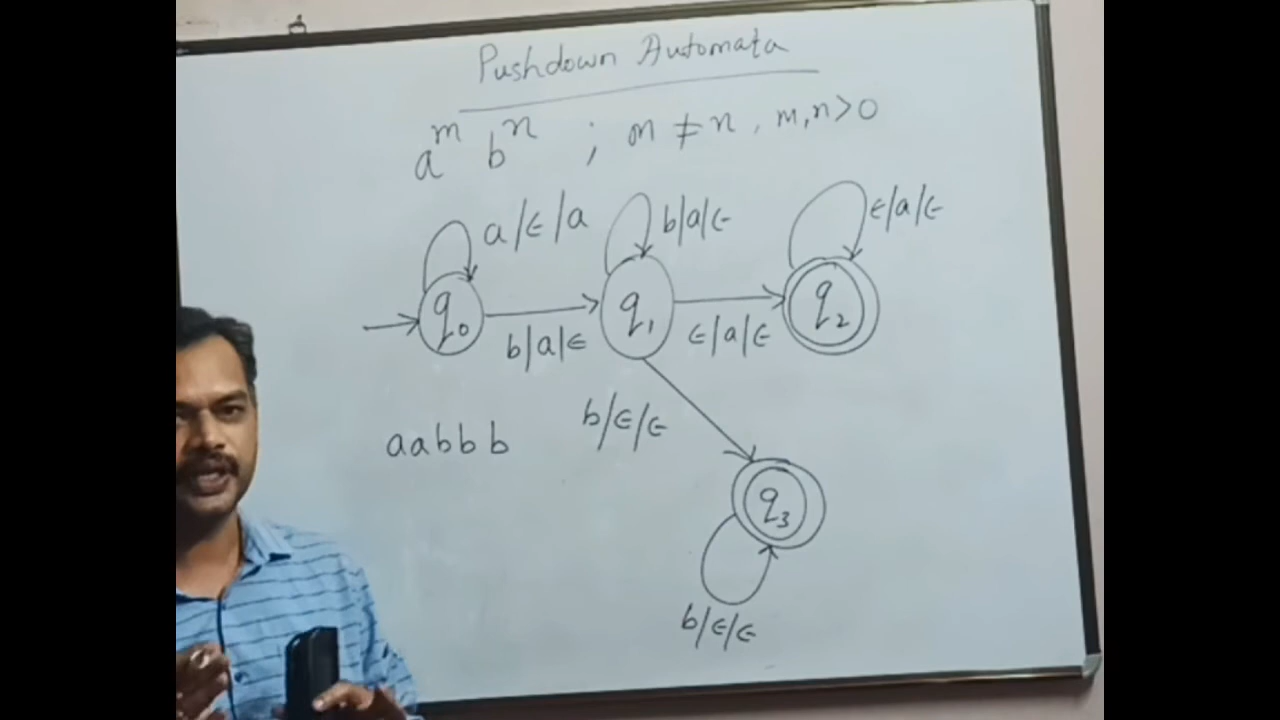 Pushdown Automata
a^m b^n ; m ≠ n , m,n>0
a/ϵ/a
b/a/ϵ
ϵ/a/ϵ
q₀
q₁
q₂
b/a/ϵ
ϵ/a/ϵ
b/ϵ/ϵ
aabbb
q₃
b/ϵ/ϵ